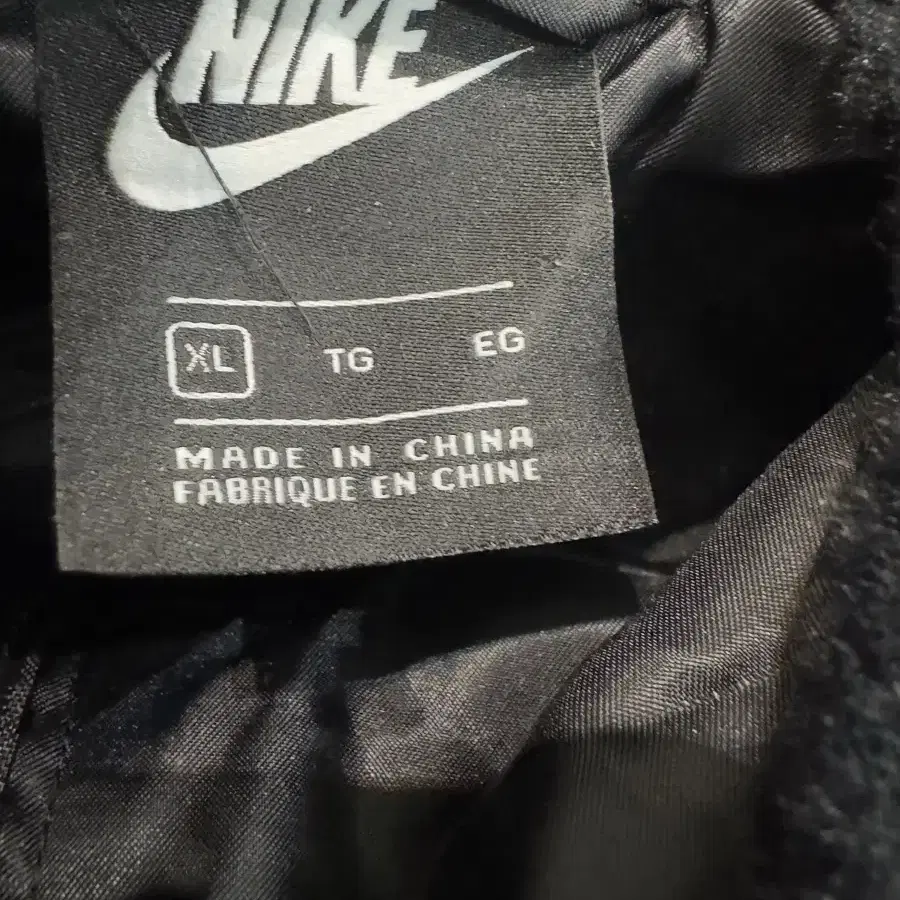 NIKE
XL TG EG
MADE IN CHINA
FABRIQUE EN CHINE